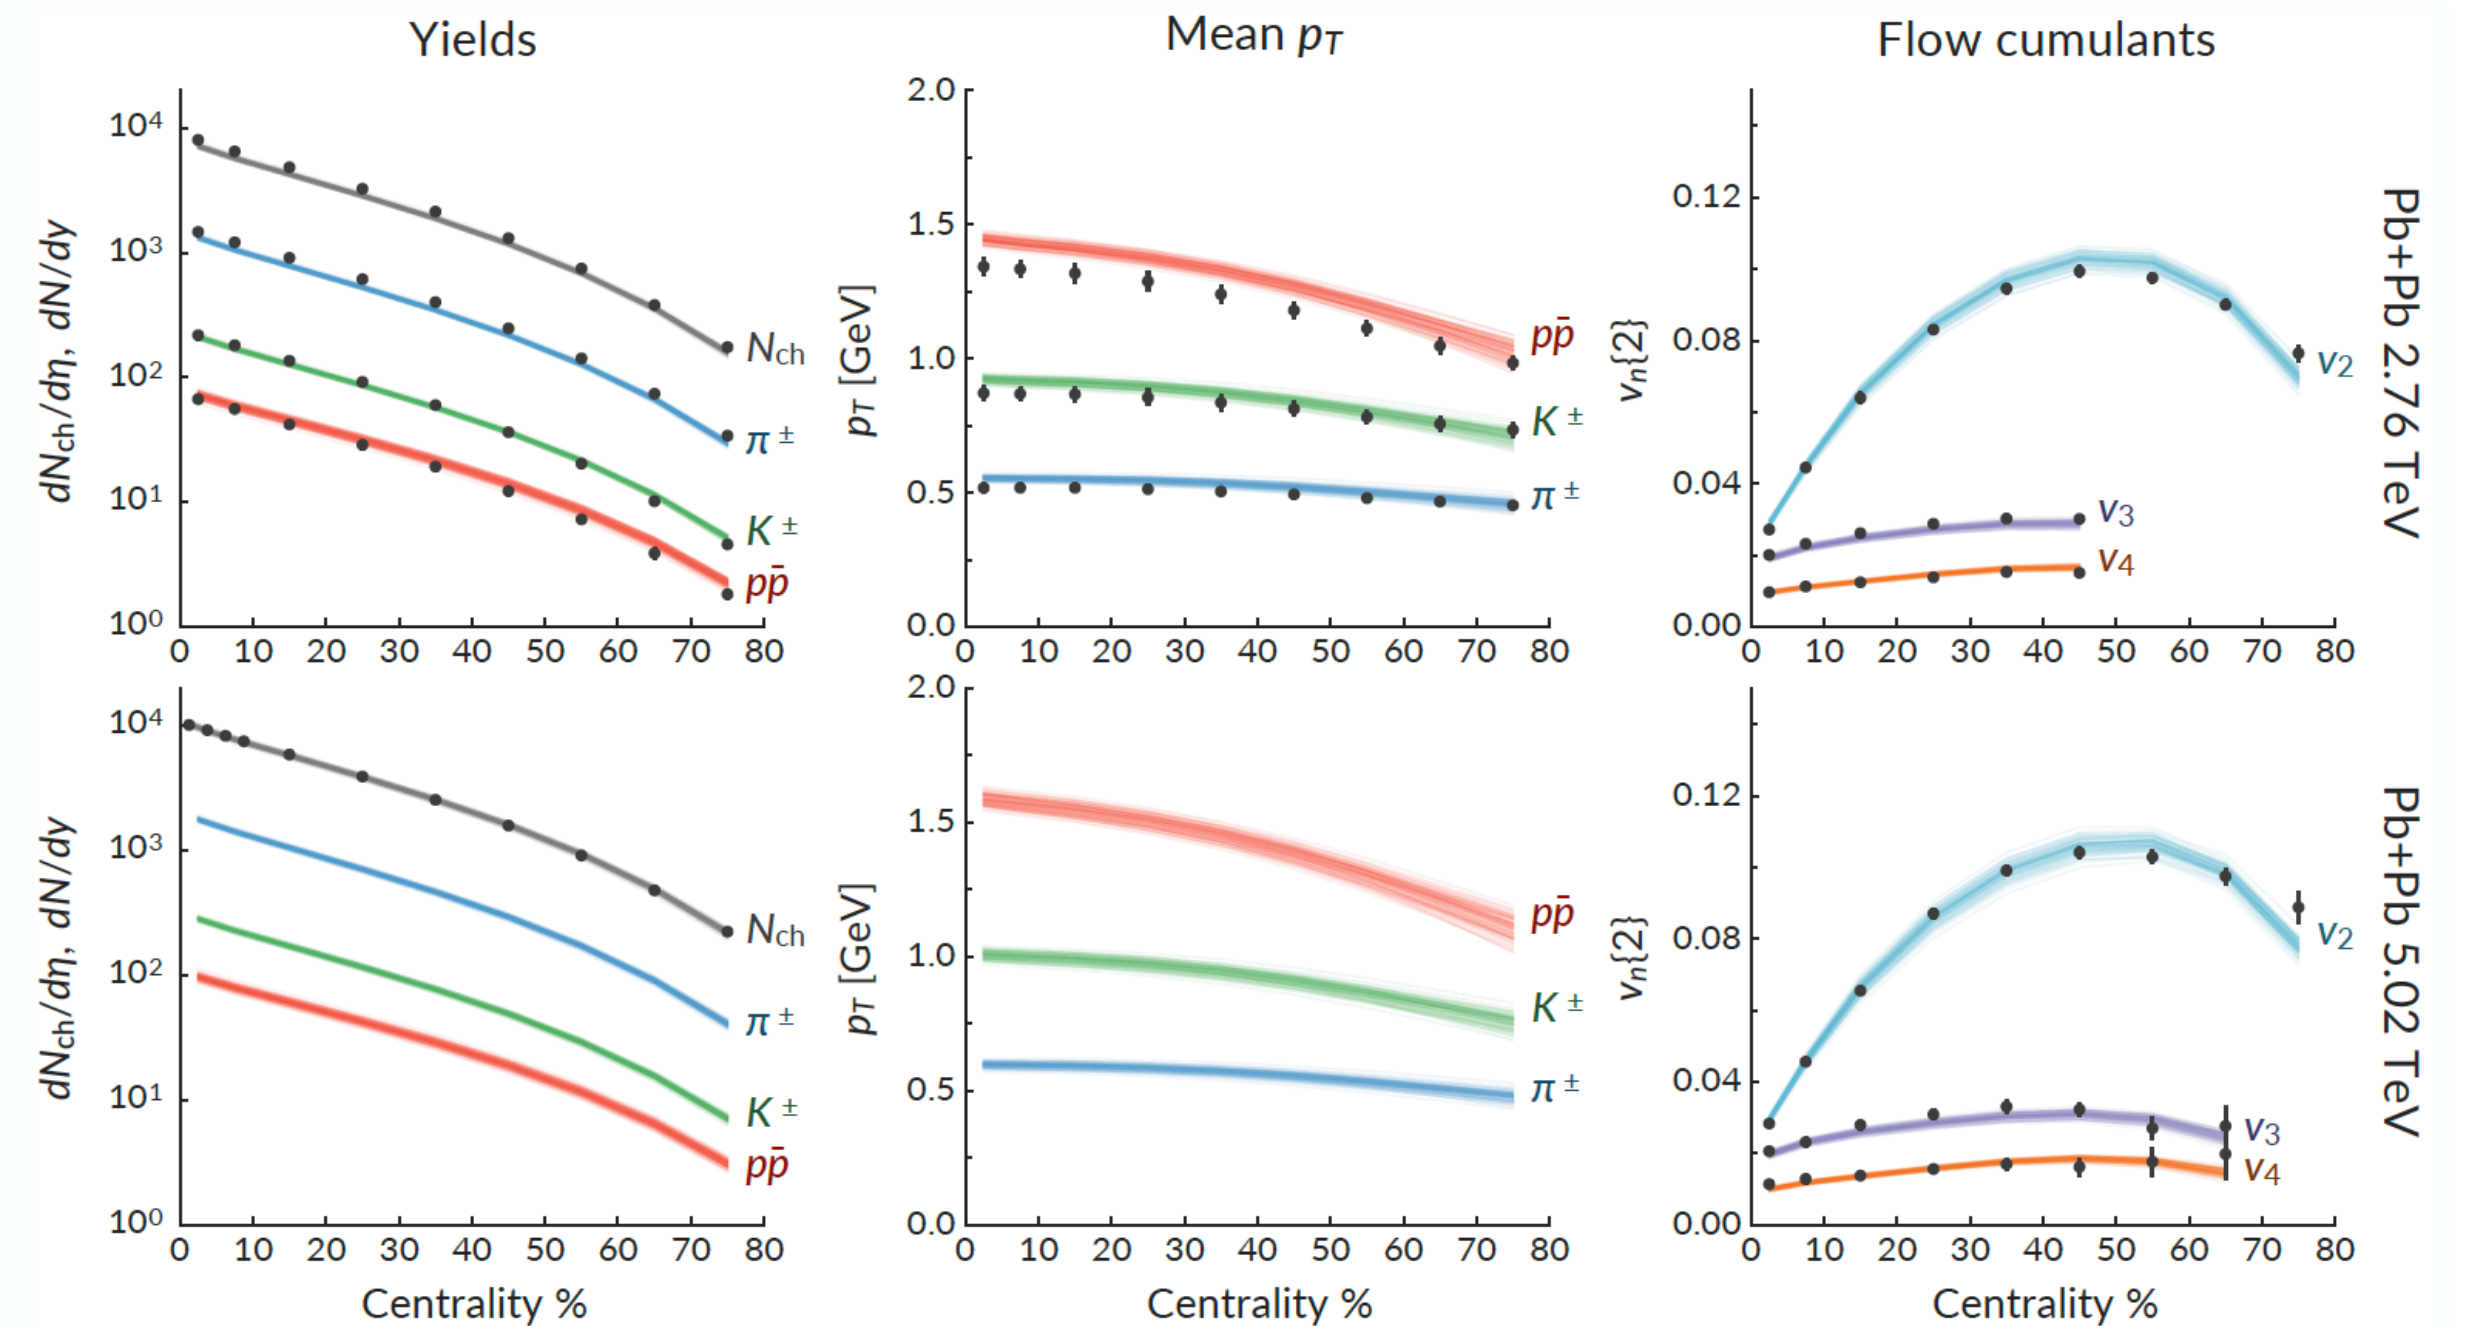 Yields
Mean pT
Flow cumulants
dNch/dη, dN/dy
10⁴
10³
10²
10¹
10⁰
Nch
π±
K±
pp̄
0 10 20 30 40 50 60 70 80
pT [GeV]
2.0
1.5
1.0
0.5
0.0
pp̄
K±
π±
0 10 20 30 40 50 60 70 80
vn{2}
0.12
0.08
0.04
0.00
v2
v3
v4
0 10 20 30 40 50 60 70 80
Pb+Pb 2.76 TeV
dNch/dη, dN/dy
10⁴
10³
10²
10¹
10⁰
Nch
π±
K±
pp̄
0 10 20 30 40 50 60 70 80
Centrality %
pT [GeV]
2.0
1.5
1.0
0.5
0.0
pp̄
K±
π±
0 10 20 30 40 50 60 70 80
Centrality %
vn{2}
0.12
0.08
0.04
0.00
v2
v3
v4
0 10 20 30 40 50 60 70 80
Centrality %
Pb+Pb 5.02 TeV